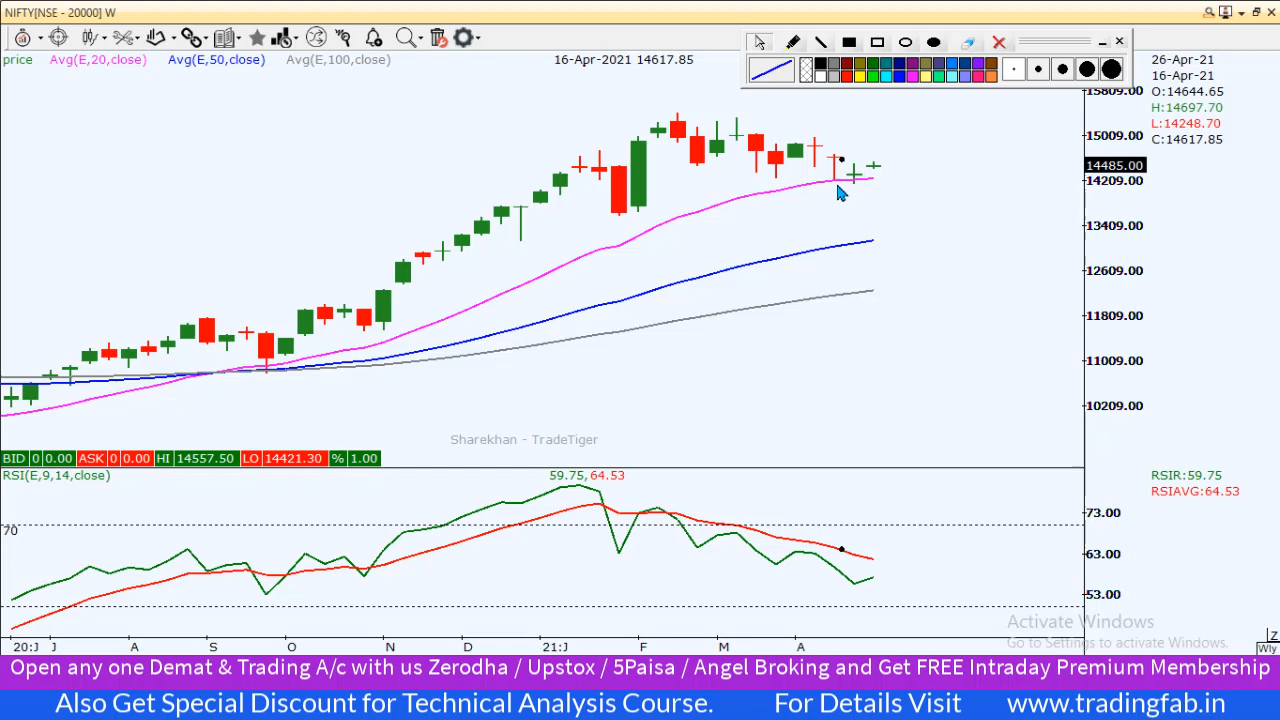 NIFTY[NSE - 20000] W
price Avg(E,20,close) Avg(E,50,close) Avg(E,100,close) 16-Apr-2021 14617.85
26-Apr-21
16-Apr-21
O:14644.65
H:14697.70
L:14248.70
C:14617.85
15809.00
15009.00
14485.00
14209.00
13409.00
12609.00
11809.00
11009.00
10209.00
Sharekhan - TradeTiger
BID 0 0.00 ASK 0 0.00 HI 14557.50 LO 14421.30 % 1.00
RSI(E,9,14,close) 59.75, 64.53
RSIR:59.75
RSIAVG:64.53
73.00
70
63.00
53.00
Activate Windows
Go to Settings to activate Windows.
20:J J A S O N D 21:J F M A
Z
Wly
Open any one Demat & Trading A/c with us Zerodha / Upstox / 5Paisa / Angel Broking and Get FREE Intraday Premium Membership
Also Get Special Discount for Technical Analysis Course. For Details Visit www.tradingfab.in